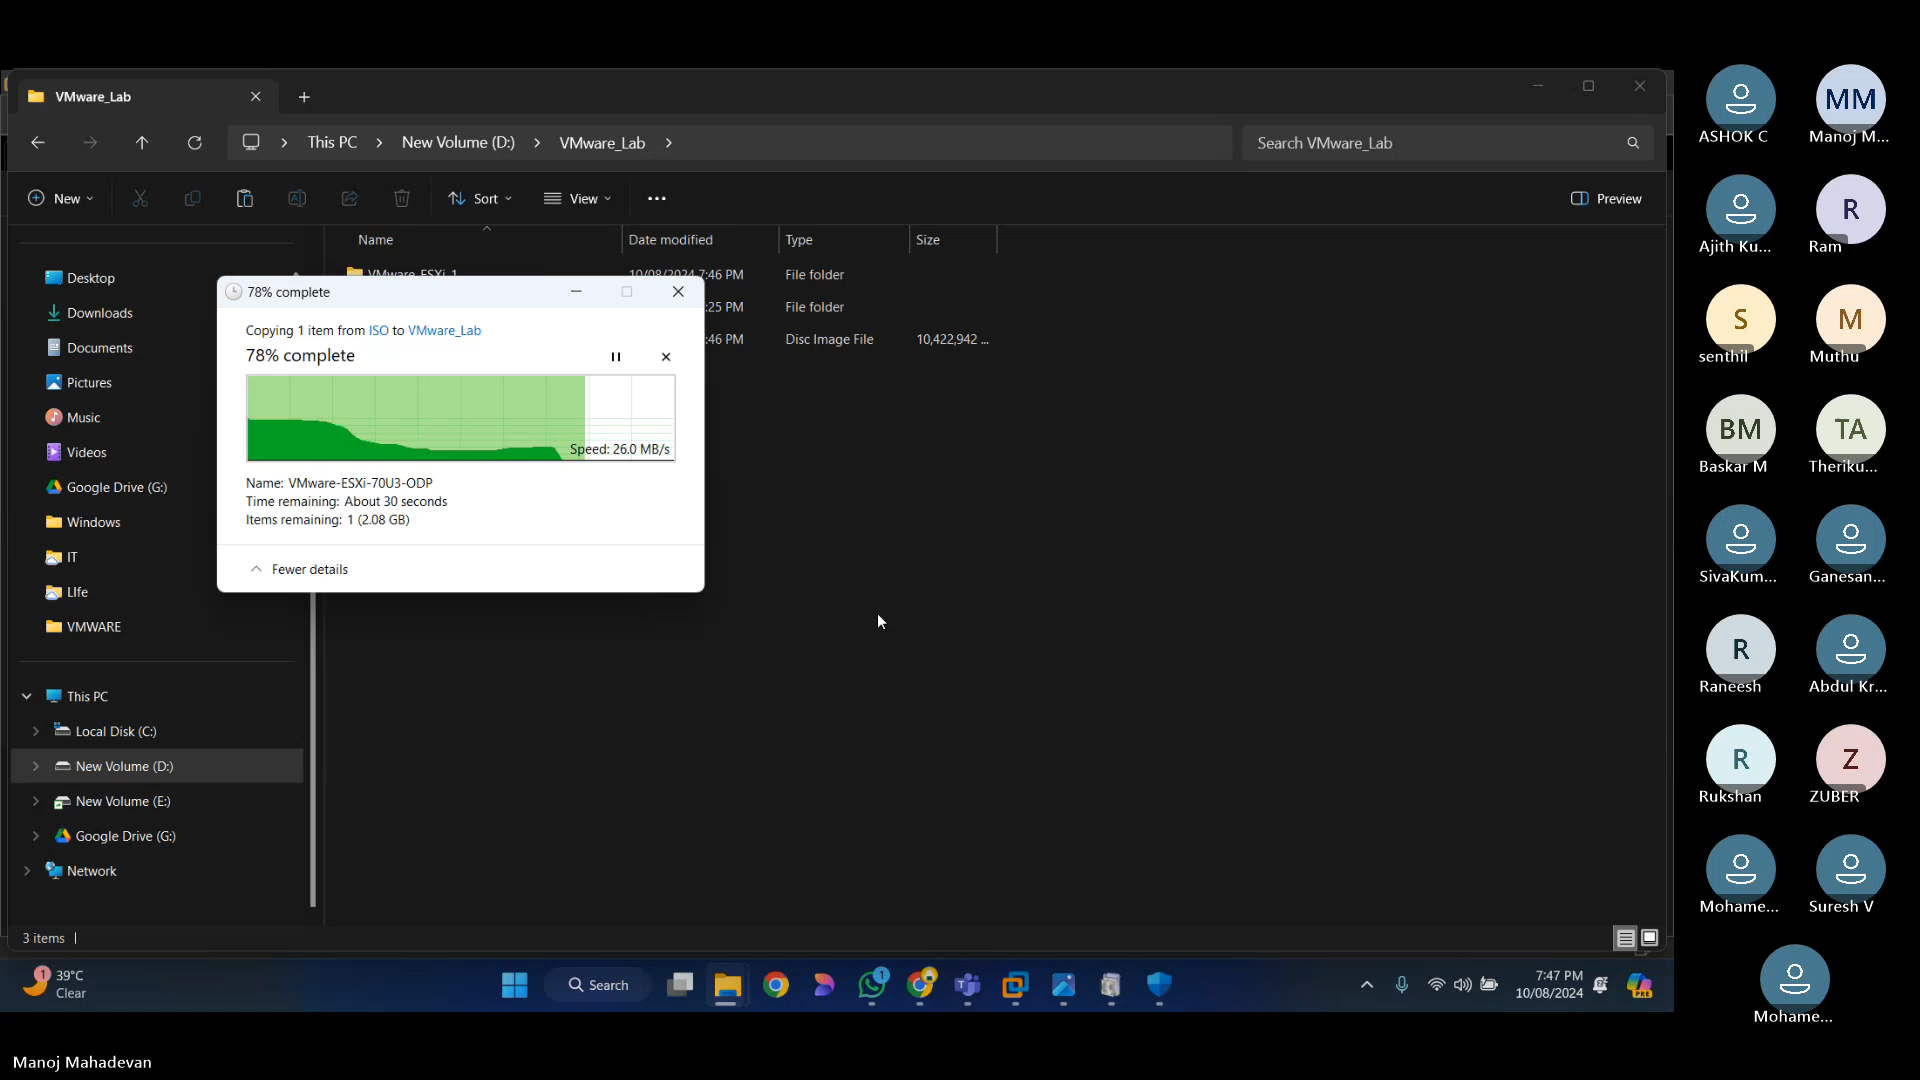 VMware_Lab
This PC
New Volume (D:)
VMware_Lab
Search VMware_Lab
New
Sort
View
Preview
Name
Date modified
Type
Size
VMware_ESXi_1
10/08/2024 7:46 PM
File folder
:25 PM
File folder
:46 PM
Disc Image File
10,422,942 ...
Desktop
Downloads
Documents
Pictures
Music
Videos
Google Drive (G:)
Windows
IT
LIfe
VMWARE
This PC
Local Disk (C:)
New Volume (D:)
New Volume (E:)
Google Drive (G:)
Network
78% complete
Copying 1 item from ISO to VMware_Lab
78% complete
Speed: 26.0 MB/s
Name: VMware-ESXi-70U3-ODP
Time remaining: About 30 seconds
Items remaining: 1 (2.08 GB)
Fewer details
3 items
1
39°C
Clear
Search
1
PRE
7:47 PM
10/08/2024
ASHOK C
MM
Manoj M...
Ajith Ku...
R
Ram
S
senthil
M
Muthu
BM
Baskar M
TA
Theriku...
SivaKum...
Ganesan...
R
Raneesh
Abdul Kr...
R
Rukshan
Z
ZUBER
Mohame...
Suresh V
Mohame...
Manoj Mahadevan